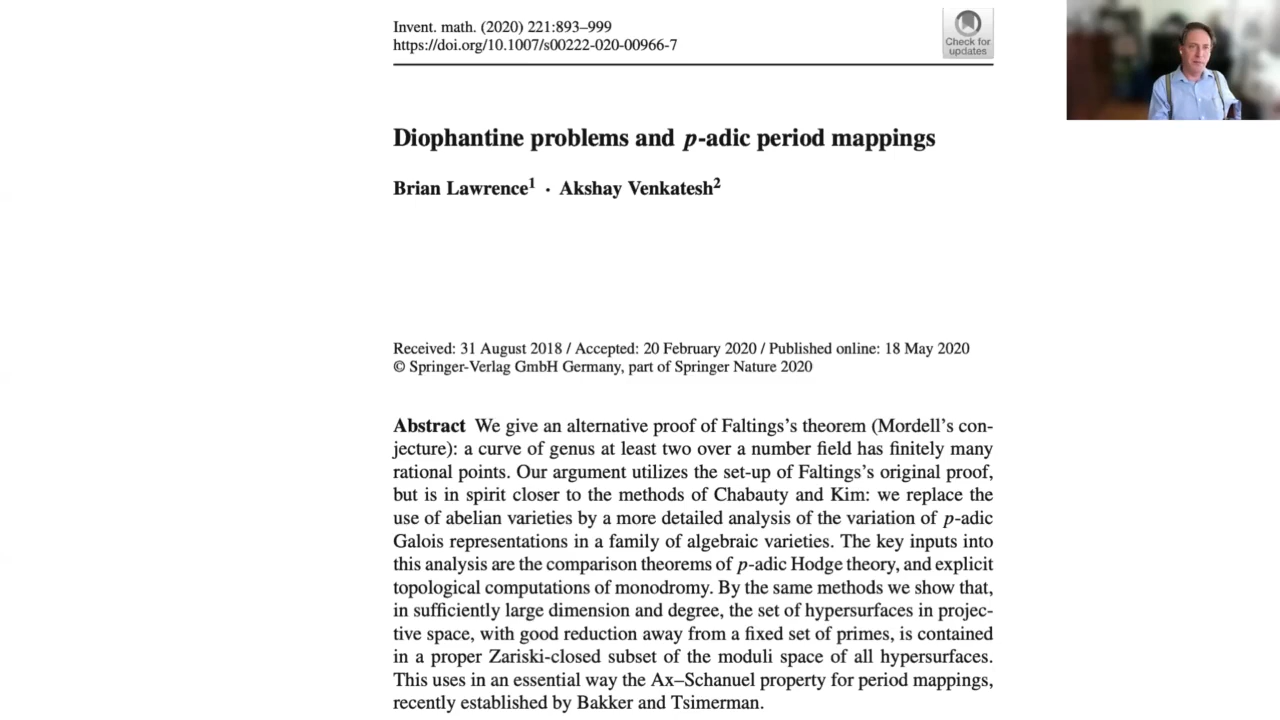 Invent. math. (2020) 221:893–999
https://doi.org/10.1007/s00222-020-00966-7
Check for
updates
Diophantine problems and p-adic period mappings
Brian Lawrence¹ · Akshay Venkatesh²
Received: 31 August 2018 / Accepted: 20 February 2020 / Published online: 18 May 2020
© Springer-Verlag GmbH Germany, part of Springer Nature 2020
Abstract We give an alternative proof of Faltings's theorem (Mordell's con-
jecture): a curve of genus at least two over a number field has finitely many
rational points. Our argument utilizes the set-up of Faltings's original proof,
but is in spirit closer to the methods of Chabauty and Kim: we replace the
use of abelian varieties by a more detailed analysis of the variation of p-adic
Galois representations in a family of algebraic varieties. The key inputs into
this analysis are the comparison theorems of p-adic Hodge theory, and explicit
topological computations of monodromy. By the same methods we show that,
in sufficiently large dimension and degree, the set of hypersurfaces in projec-
tive space, with good reduction away from a fixed set of primes, is contained
in a proper Zariski-closed subset of the moduli space of all hypersurfaces.
This uses in an essential way the Ax–Schanuel property for period mappings,
recently established by Bakker and Tsimerman.